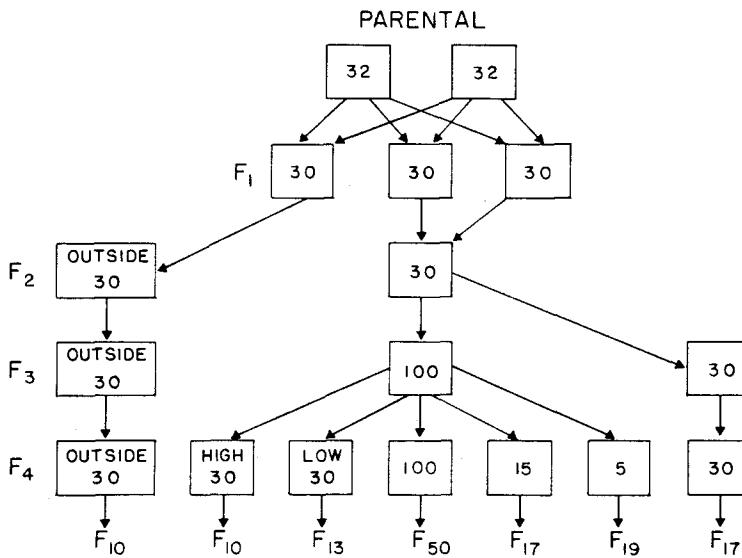 PARENTAL
32 32
F₁ 30 30 30
F₂ OUTSIDE 30 30
F₃ OUTSIDE 30 100 30
F₄ OUTSIDE 30 HIGH 30 LOW 30 100 15 5 30
F₁₀ F₁₀ F₁₃ F₅₀ F₁₇ F₁₉ F₁₇